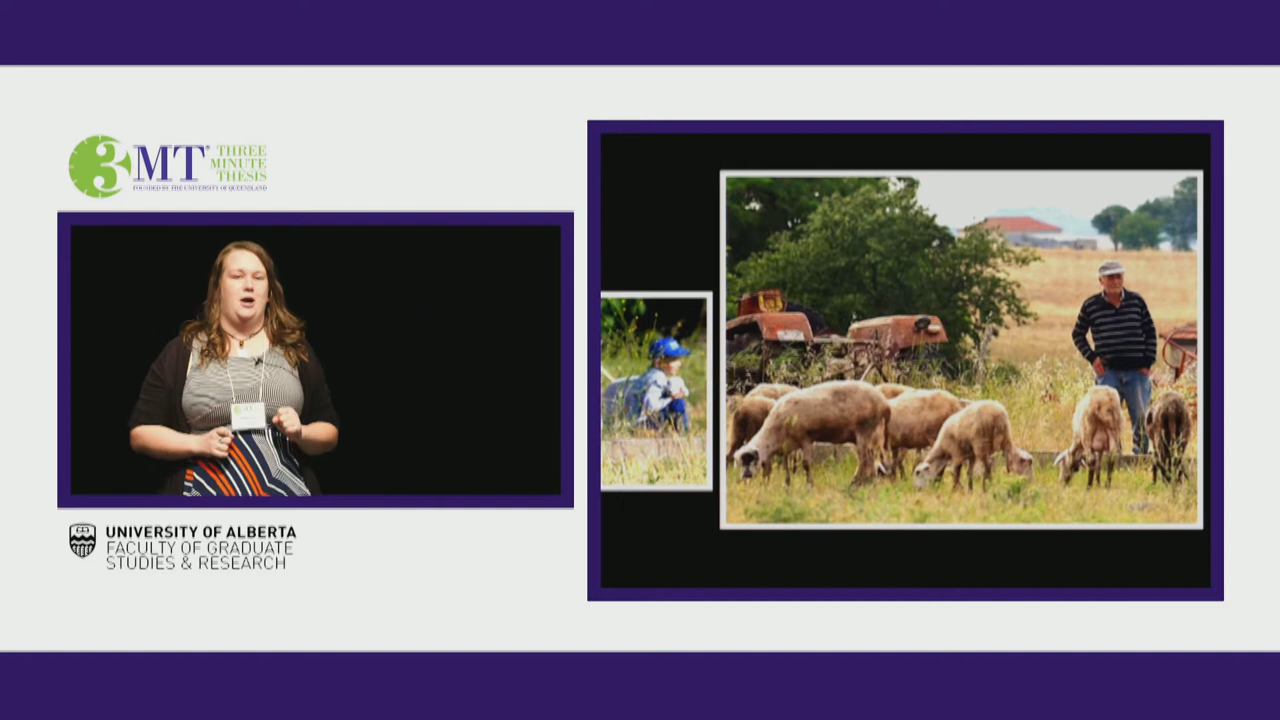 3MT®
THREE
MINUTE
THESIS
FOUNDED BY THE UNIVERSITY OF QUEENSLAND
UNIVERSITY OF ALBERTA
FACULTY OF GRADUATE
STUDIES & RESEARCH